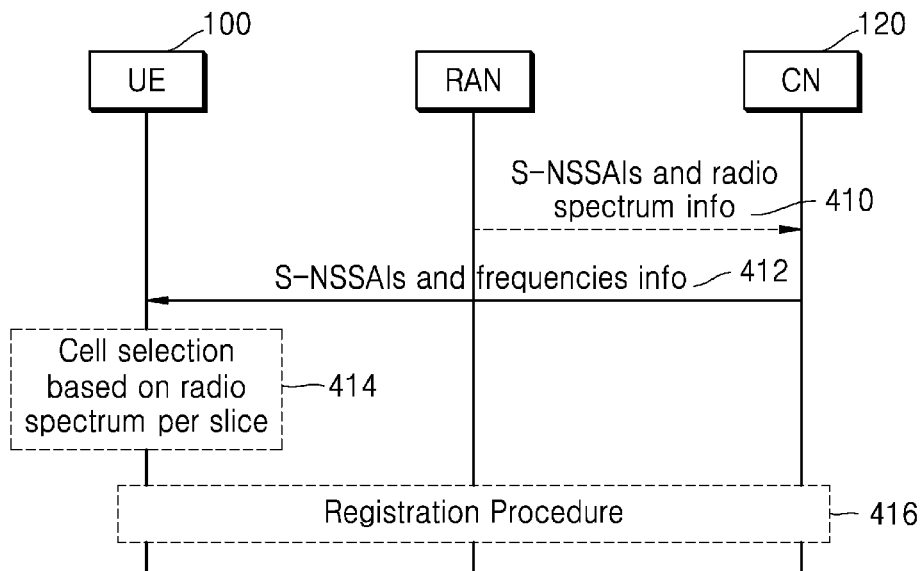 100
120
UE
RAN
CN
S-NSSAIs and radio
spectrum info
410
S-NSSAIs and frequencies info
412
Cell selection
based on radio
spectrum per slice
414
Registration Procedure
416